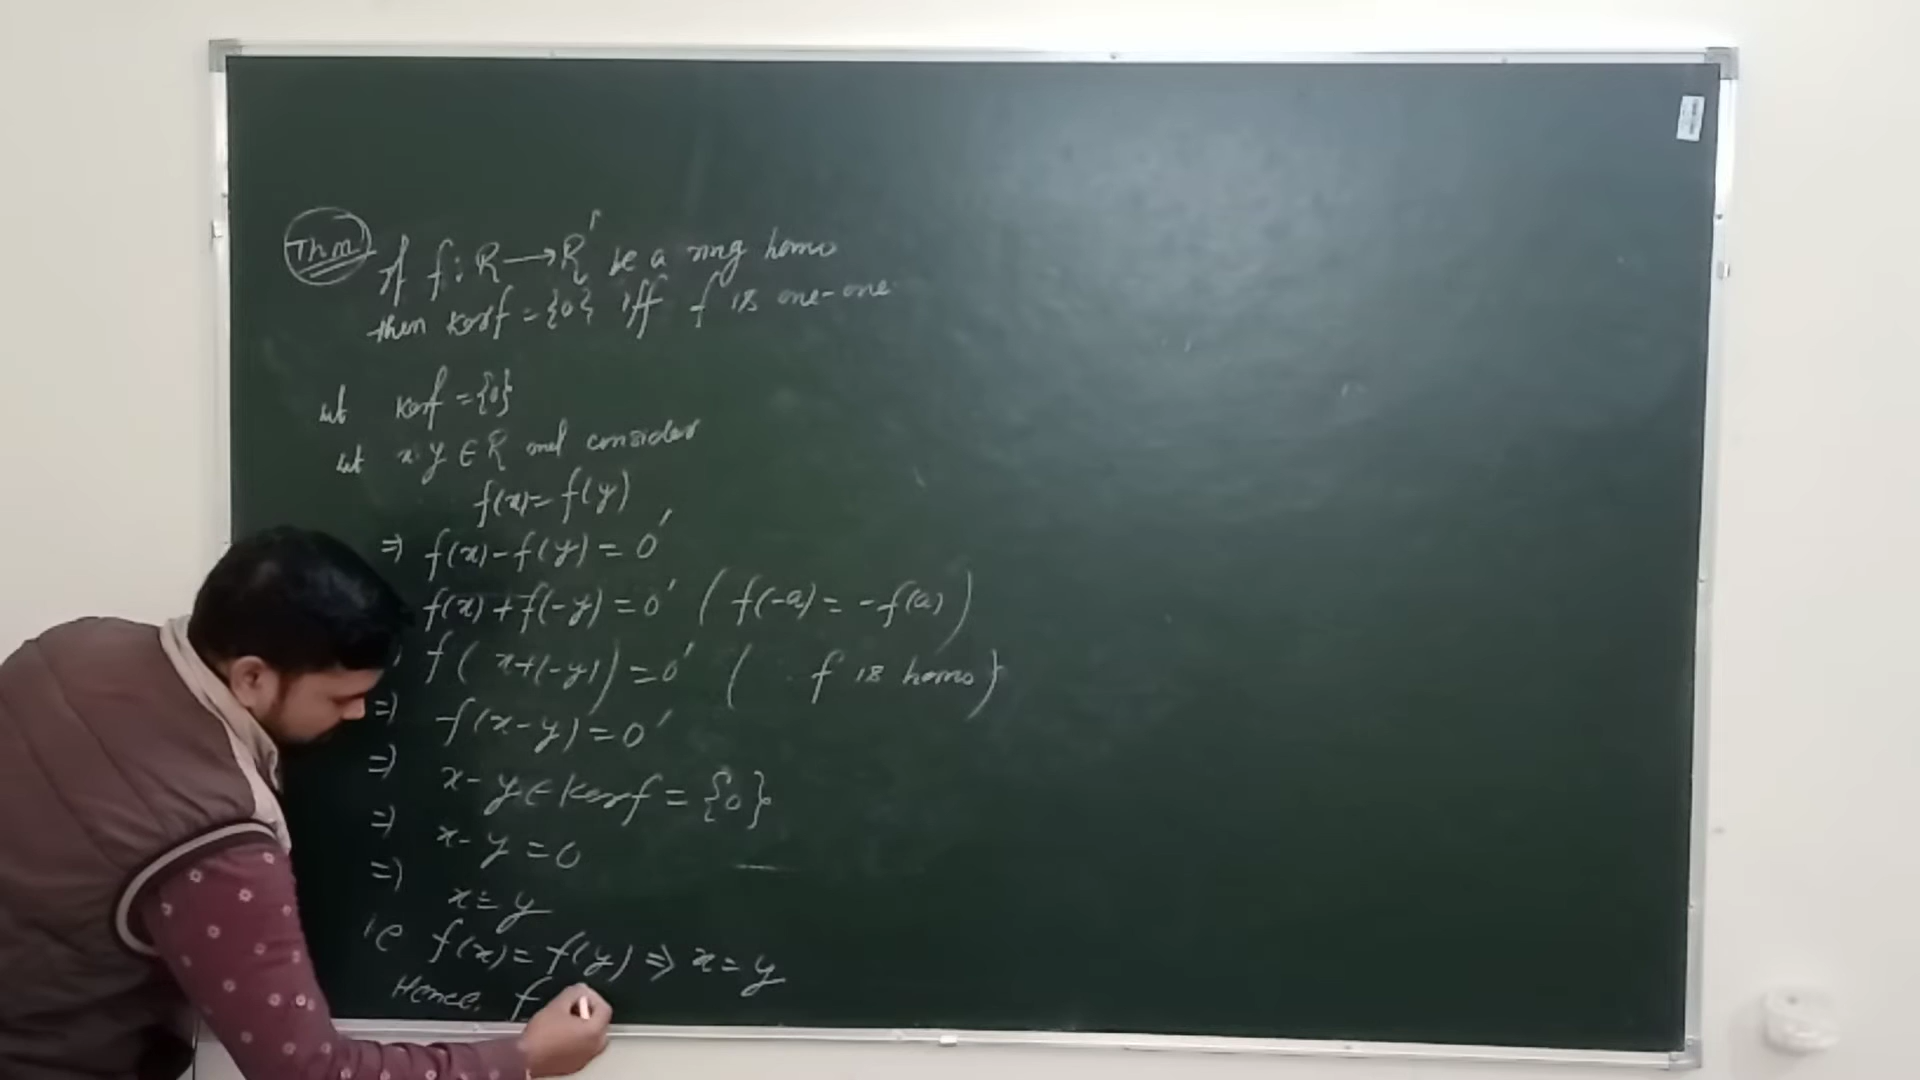 Thm If f: R → R' be a ring homo
then kerf = {0} iff f is one-one.
let kerf = {0}
let x, y ∈ R and consider
f(x) = f(y)
⇒ f(x) - f(y) = 0'
f(x) + f(-y) = 0' ( f(-a) = -f(a) )
f( x+(-y) ) = 0' ( f is homo )
⇒ f(x-y) = 0'
⇒ x-y ∈ kerf = {0}
⇒ x-y = 0
⇒ x = y
ie f(x) = f(y) ⇒ x = y
Hence, f